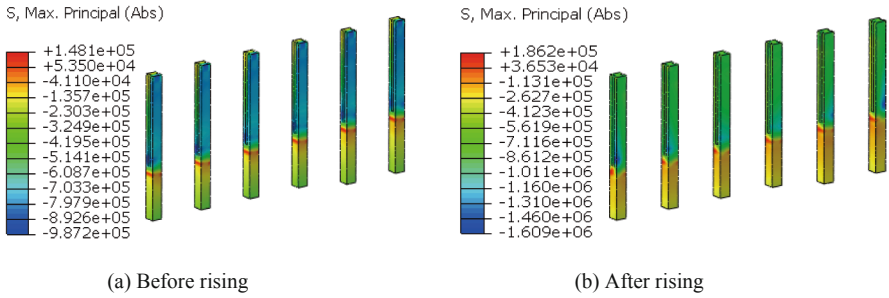 S, Max. Principal (Abs)
+1.481e+05
+5.350e+04
-4.110e+04
-1.357e+05
-2.303e+05
-3.249e+05
-4.195e+05
-5.141e+05
-6.087e+05
-7.033e+05
-7.979e+05
-8.926e+05
-9.872e+05
(a) Before rising
S, Max. Principal (Abs)
+1.862e+05
+3.653e+04
-1.131e+05
-2.627e+05
-4.123e+05
-5.619e+05
-7.116e+05
-8.612e+05
-1.011e+06
-1.160e+06
-1.310e+06
-1.460e+06
-1.609e+06
(b) After rising